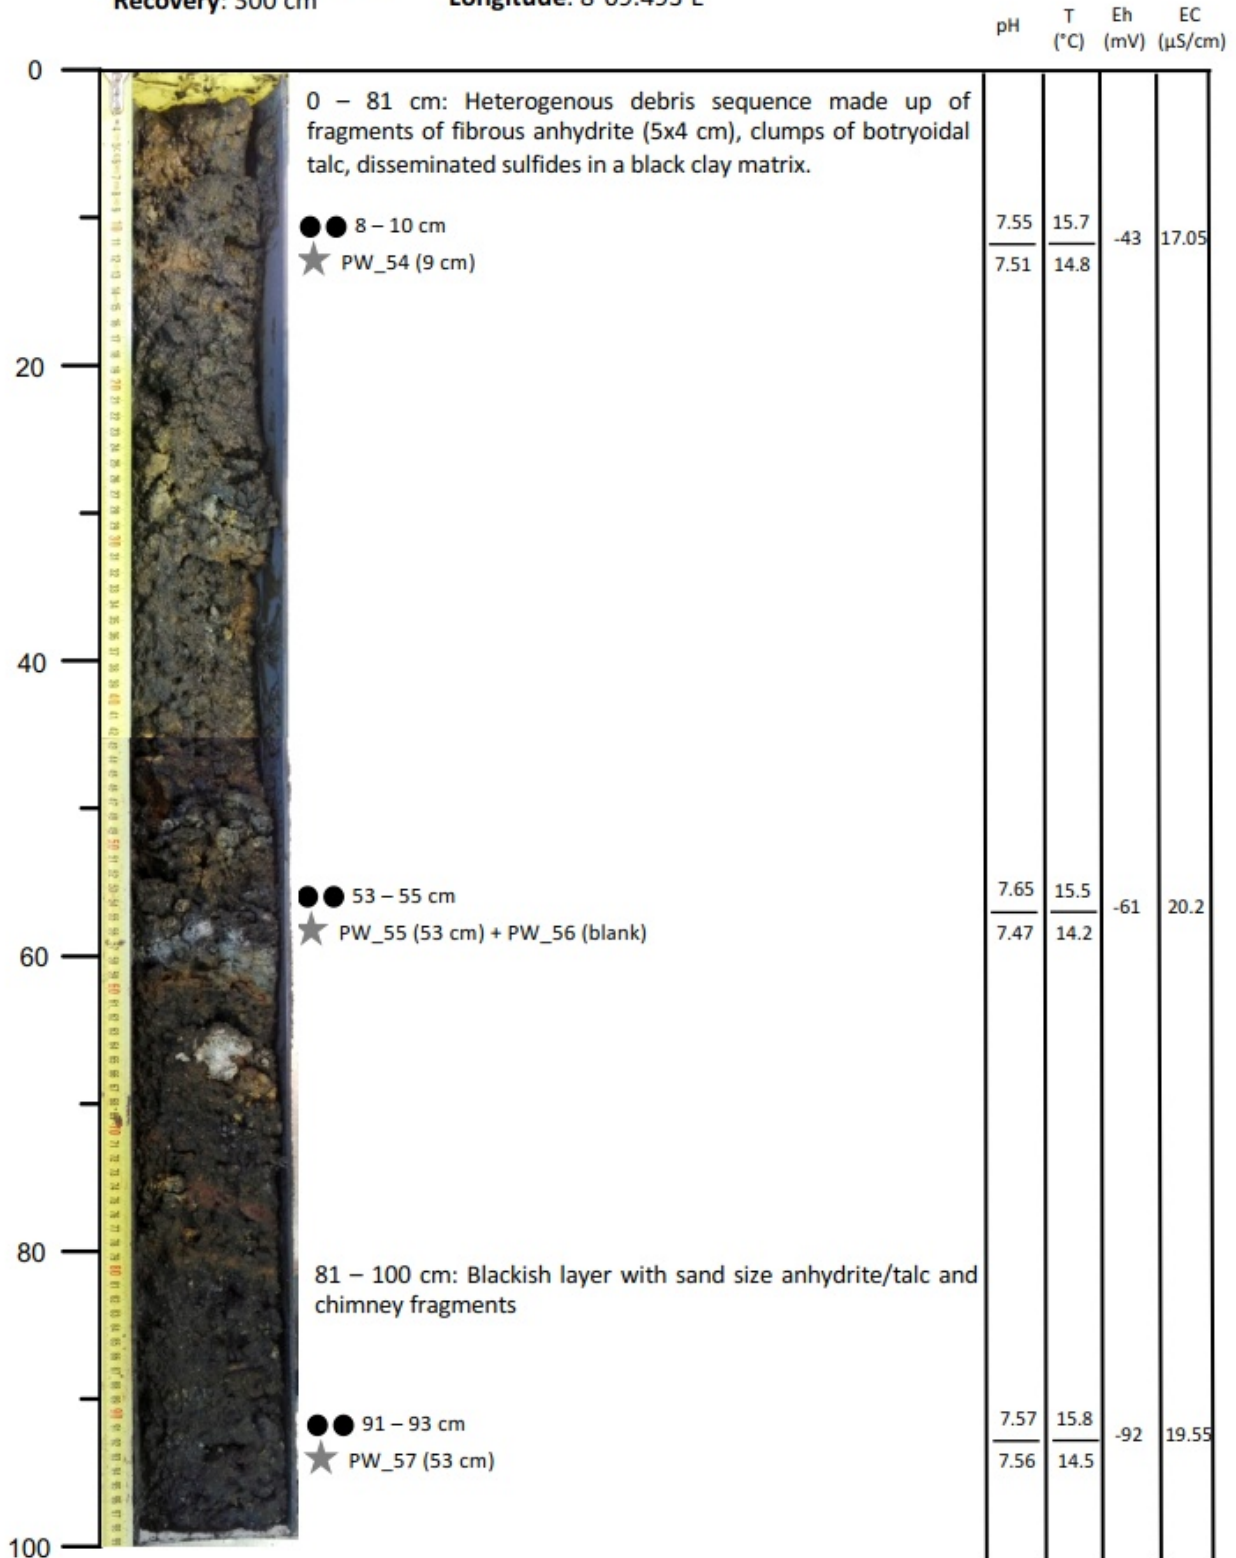 Recovery: 300 cm
Longitude: 8°09.495'E
pH
T
(°C)
Eh
(mV)
EC
(µS/cm)
0
0 – 81 cm: Heterogenous debris sequence made up of
fragments of fibrous anhydrite (5x4 cm), clumps of botryoidal
talc, disseminated sulfides in a black clay matrix.
8 – 10 cm
PW_54 (9 cm)
7.55
7.51
15.7
14.8
-43
17.05
20
40
53 – 55 cm
PW_55 (53 cm) + PW_56 (blank)
7.65
7.47
15.5
14.2
-61
20.2
60
80
81 – 100 cm: Blackish layer with sand size anhydrite/talc and
chimney fragments
91 – 93 cm
PW_57 (53 cm)
7.57
7.56
15.8
14.5
-92
19.55
100